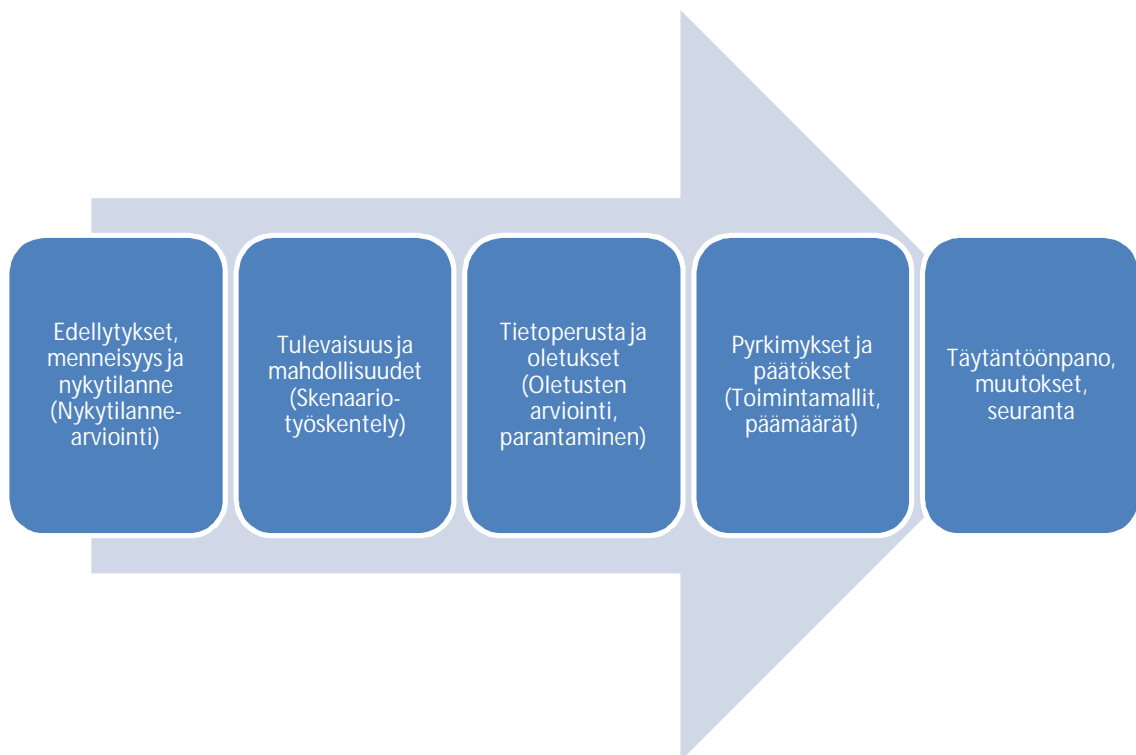 Edellytykset,
menneisyys ja
nykytilanne
(Nykytilanne-
arviointi)
Tulevaisuus ja
mahdollisuudet
(Skenaario-
työskentely)
Tietoperusta ja
oletukset
(Oletusten
arviointi,
parantaminen)
Pyrkimykset ja
päätökset
(Toimintamallit,
päämäärät)
Täytäntöönpano,
muutokset,
seuranta